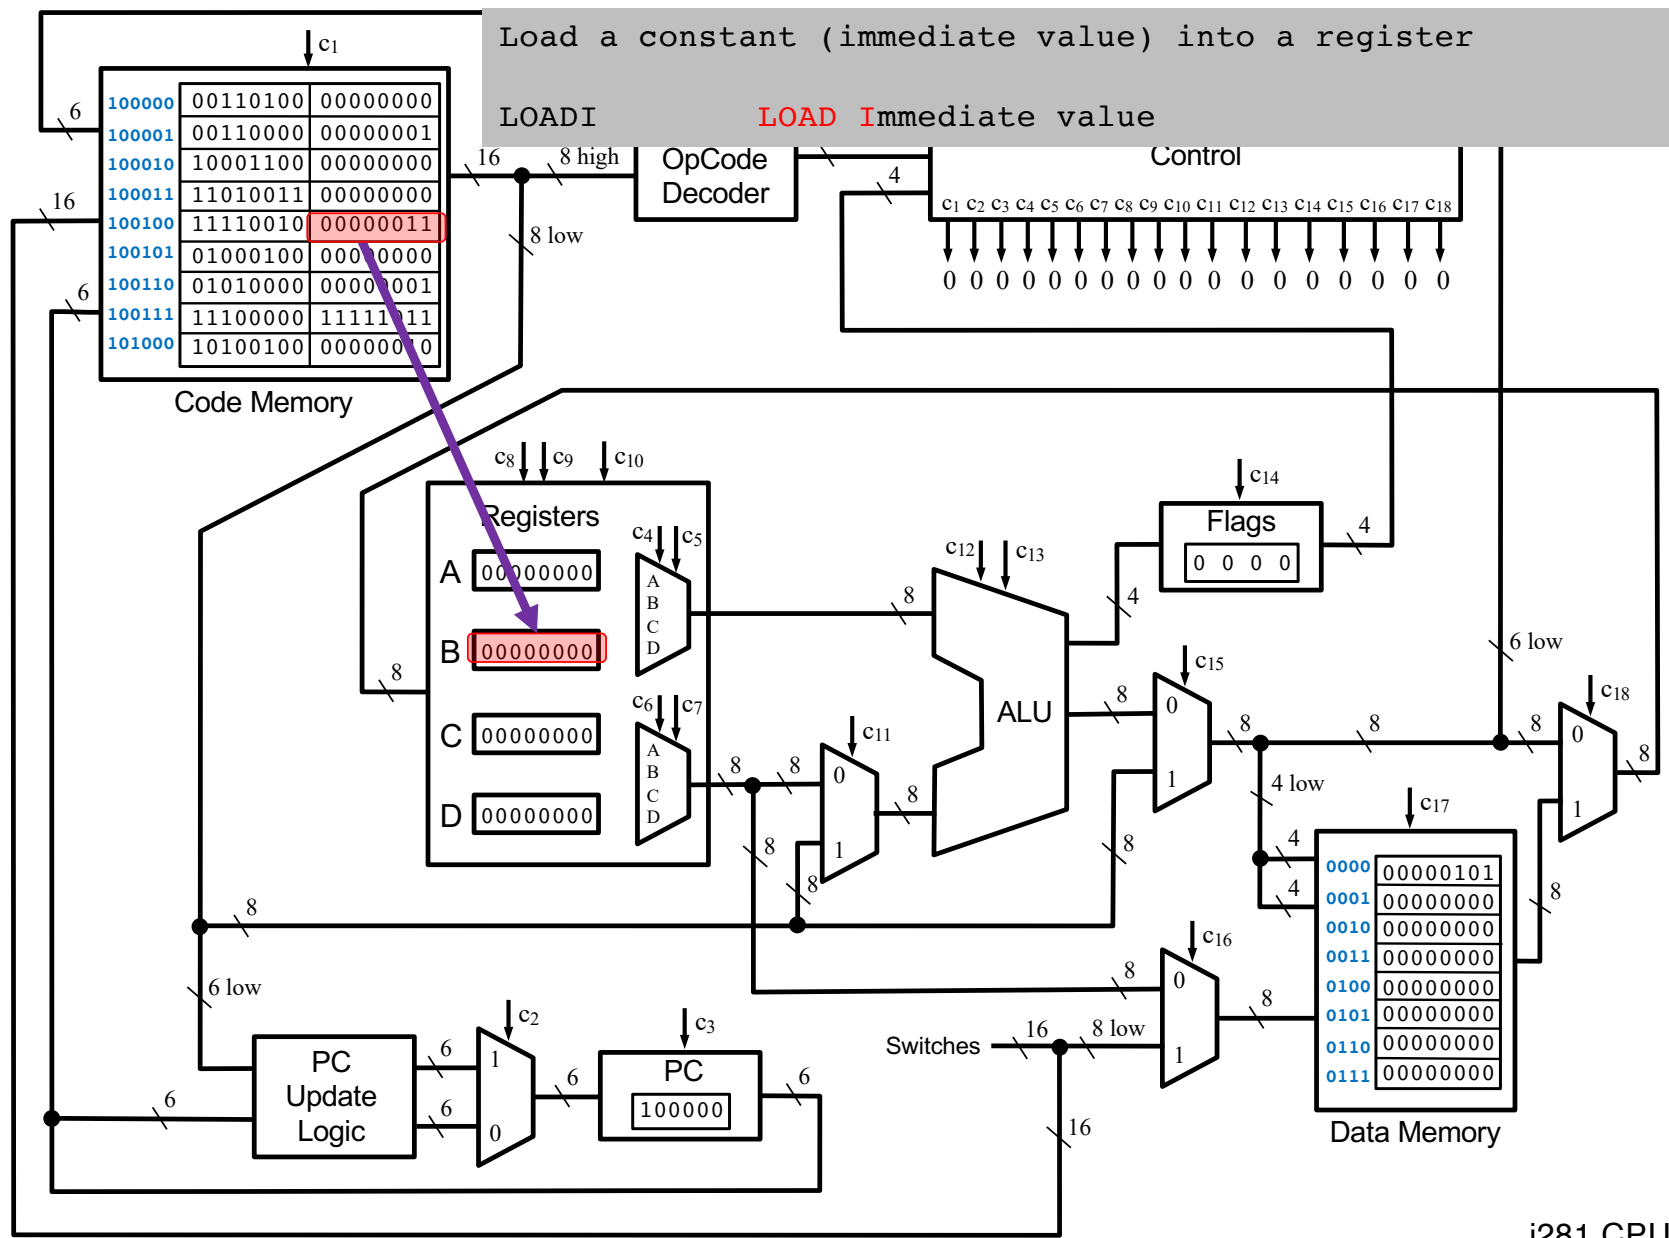 Load a constant (immediate value) into a register
LOADI LOAD Immediate value
c1
6
100000 00110100 00000000
100001 00110000 00000001
100010 10001100 00000000
100011 11010011 00000000
100100 11110010 00000011
100101 01000100 00000000
100110 01010000 00000001
100111 11100000 11111011
101000 10100100 00000010
Code Memory
16
6
16
8 high
8 low
OpCode
Decoder
4
Control
c1 c2 c3 c4 c5 c6 c7 c8 c9 c10 c11 c12 c13 c14 c15 c16 c17 c18
0 0 0 0 0 0 0 0 0 0 0 0 0 0 0 0 0 0
c8 c9 c10
Registers
A 00000000
B 00000000
C 00000000
D 00000000
8
c4 c5
A
B
C
D
c6 c7
A
B
C
D
8
8
8
8
c11
0
1
8
8
c12 c13
ALU
4
c14
Flags
0 0 0 0
4
8
c15
0
1
8
8
8
6 low
8
c18
0
1
8
4 low
4
4
c17
0000 00000101
0001 00000000
0010 00000000
0011 00000000
0100 00000000
0101 00000000
0110 00000000
0111 00000000
Data Memory
8
8
6 low
PC
Update
Logic
6
6
6
c2
1
0
6
c3
PC
100000
6
Switches
16
8 low
16
8
c16
0
1
8
i281 CPU